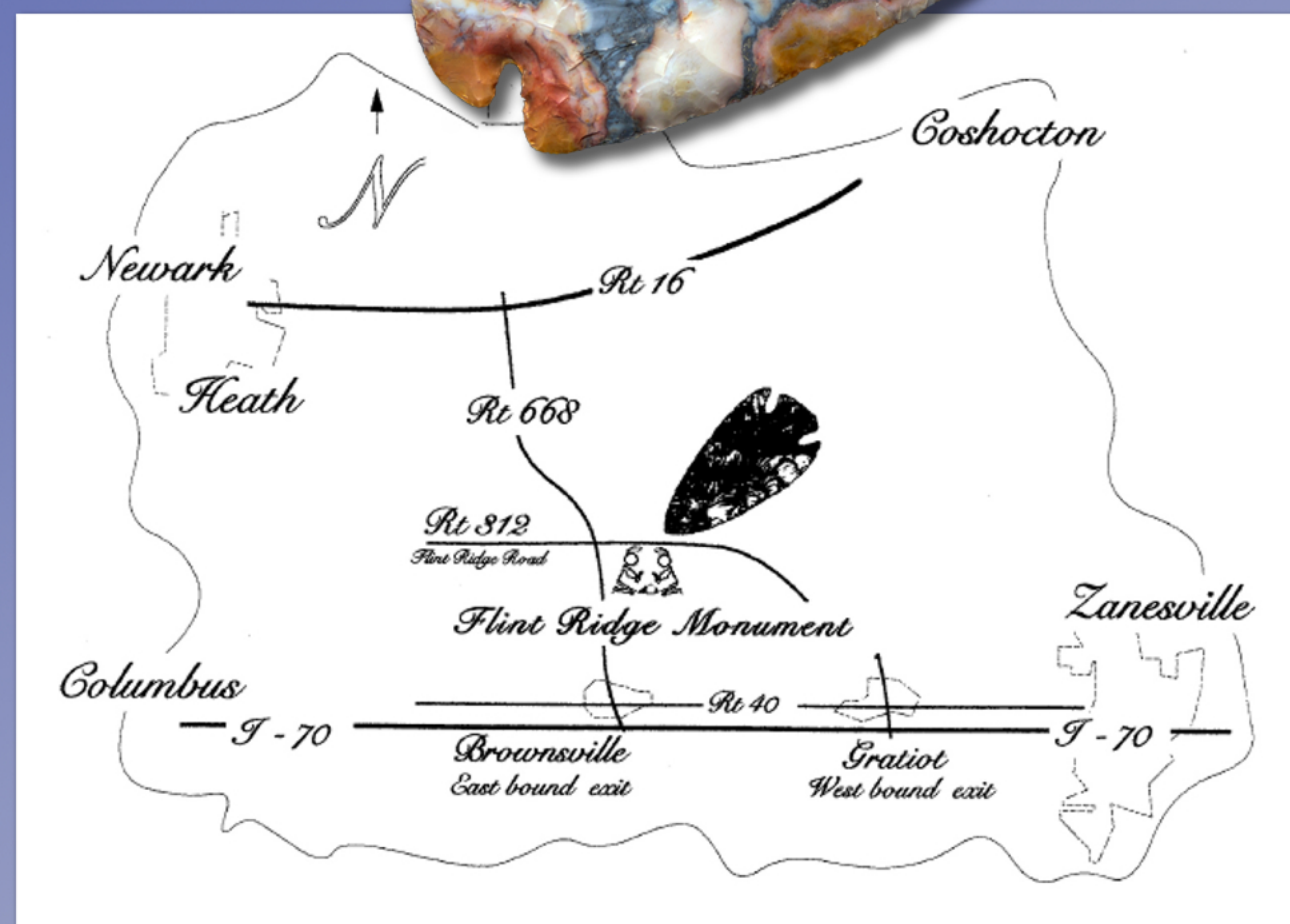 Coshocton
N
Newark
Rt 16
Heath
Rt 668
Rt 312
Flint Ridge Road
Zanesville
Flint Ridge Monument
Columbus
Rt 40
I - 70
I - 70
Brownsville
East bound exit
Gratiot
West bound exit